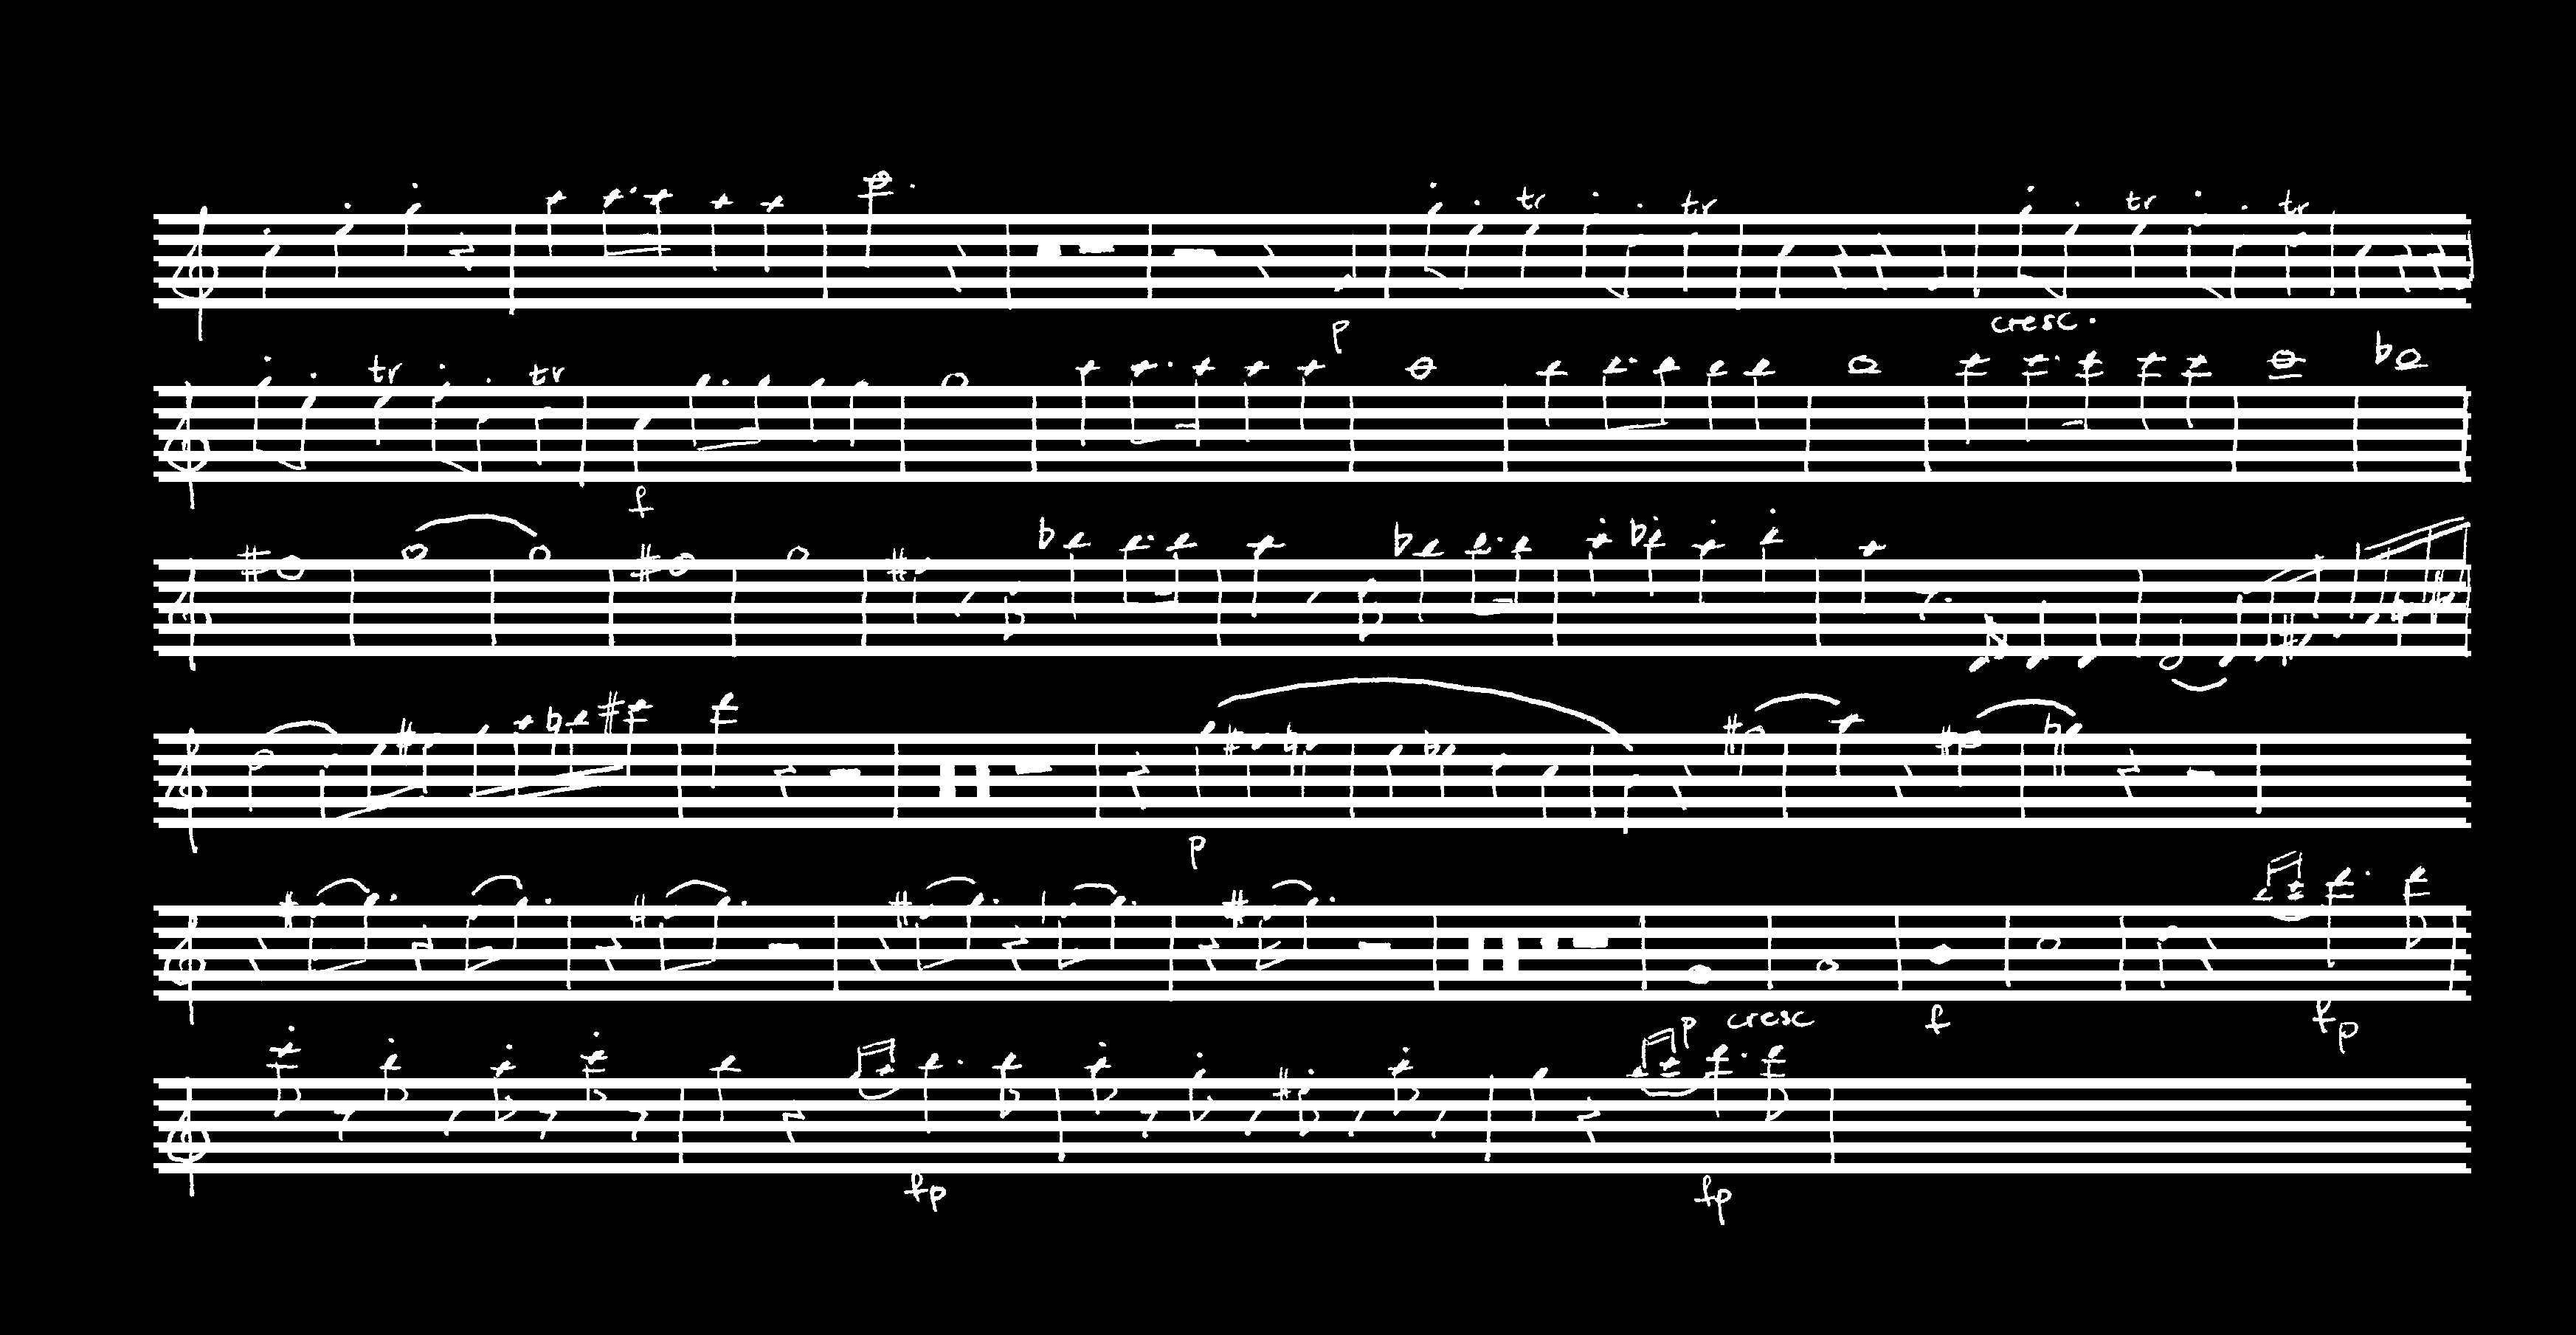 tr tr tr tr
p cresc.
tr tr
f
p
p cresc f fp
fp fp